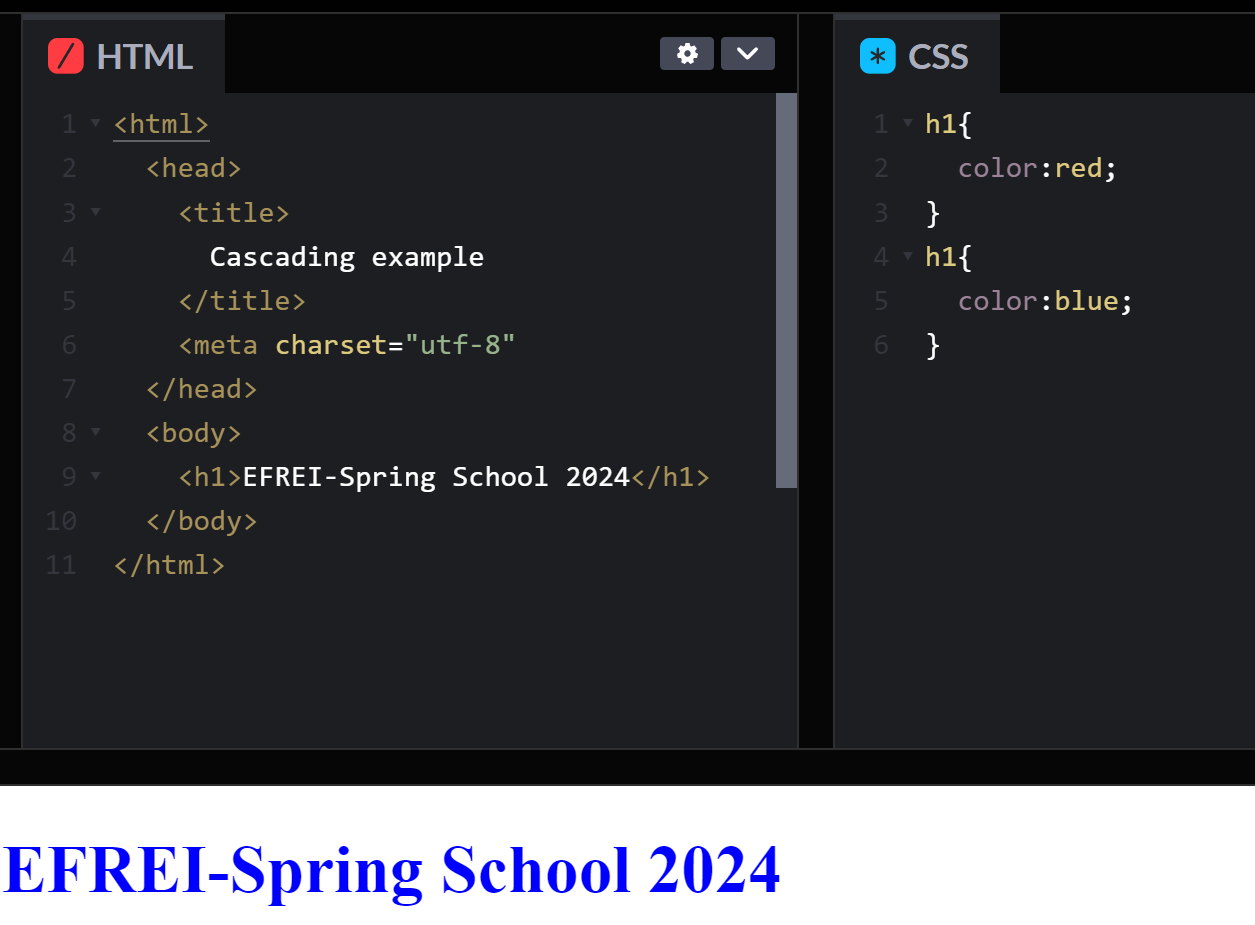 HTML
1 <html>
2 <head>
3 <title>
4 Cascading example
5 </title>
6 <meta charset="utf-8"
7 </head>
8 <body>
9 <h1>EFREI-Spring School 2024</h1>
10 </body>
11 </html>
CSS
1 h1{
2 color:red;
3 }
4 h1{
5 color:blue;
6 }
EFREI-Spring School 2024